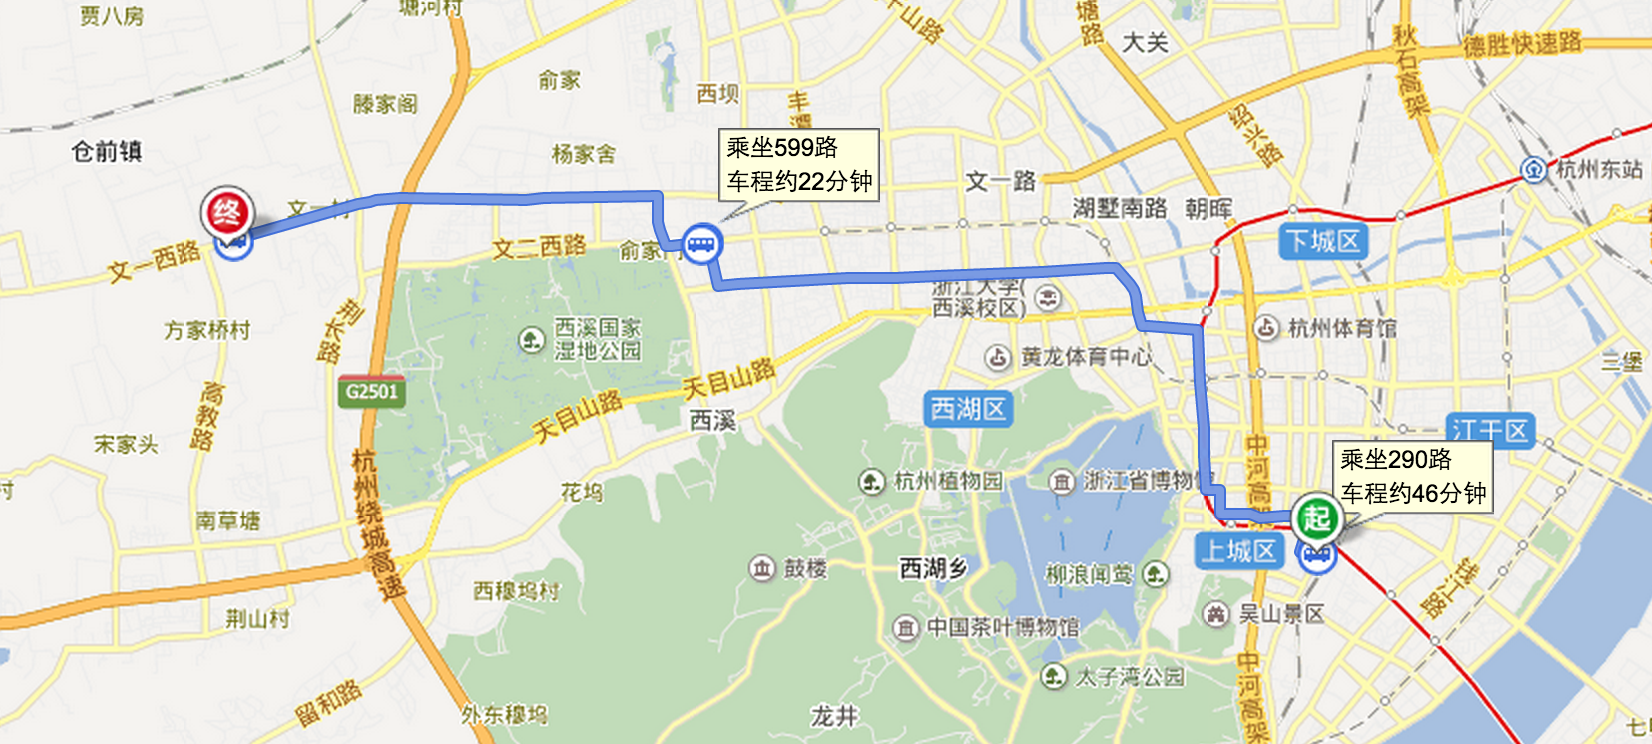 贾八房
塘河村
大关
秋石高架
德胜快速路
滕家阁
俞家
西坝
绍兴路
仓前镇
杨家舍
乘坐599路
车程约22分钟
文一路
杭州东站
湖墅南路
朝晖
下城区
终
文一西路
文二西路
浙江大学(
西溪校区)
方家桥村
荆长路
西溪国家
湿地公园
杭州体育馆
黄龙体育中心
三堡
G2501
天目山路
天目山路
西溪
西湖区
江干区
高教路
宋家头
中河高架
乘坐290路
车程约46分钟
杭州绕城高速
花坞
杭州植物园
浙江省博物馆
南草塘
起
上城区
鼓楼
西湖乡
柳浪闻莺
西穆坞村
钱江路
荆山村
中国茶叶博物馆
吴山景区
太子湾公园
中河高架
留和路
外东穆坞
龙井